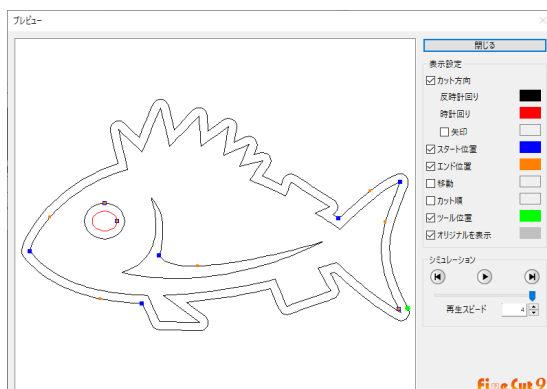 プレビュー
閉じる
表示設定
カット方向
反時計回り
時計回り
矢印
スタート位置
エンド位置
移動
カット順
ツール位置
オリジナルを表示
シミュレーション
再生スピード 4
FineCut9